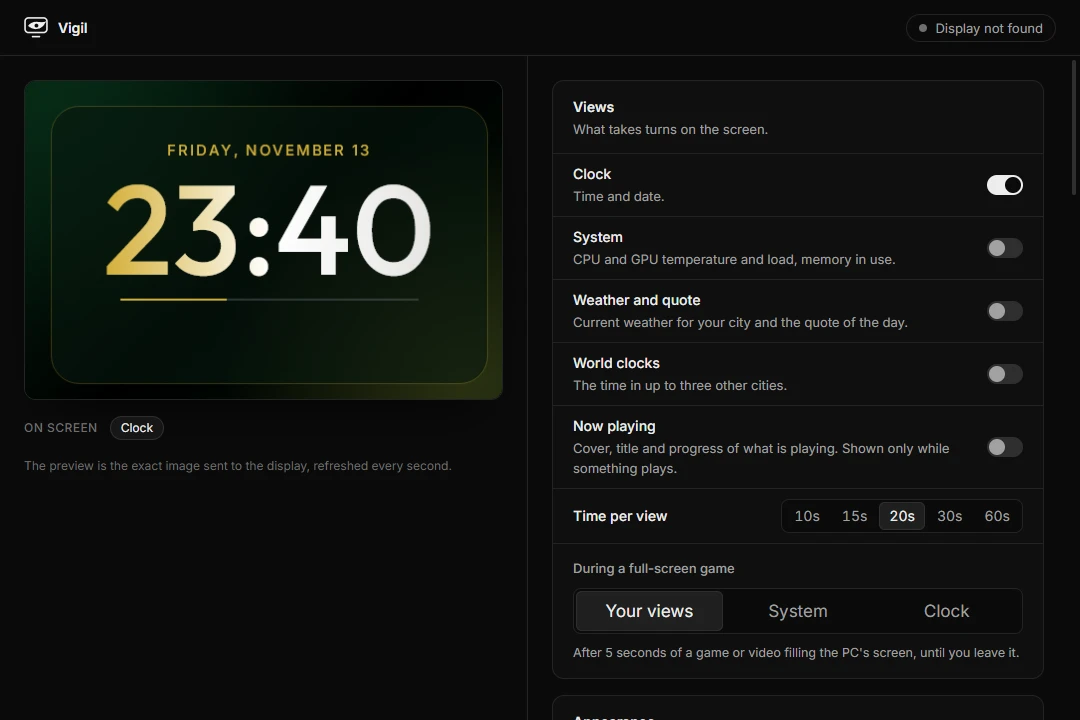 Vigil
Display not found
FRIDAY, NOVEMBER 13
23:40
ON SCREEN
Clock
The preview is the exact image sent to the display, refreshed every second.
Views
What takes turns on the screen.
Clock
Time and date.
System
CPU and GPU temperature and load, memory in use.
Weather and quote
Current weather for your city and the quote of the day.
World clocks
The time in up to three other cities.
Now playing
Cover, title and progress of what is playing. Shown only while
something plays.
Time per view
10s 15s 20s 30s 60s
During a full-screen game
Your views System Clock
After 5 seconds of a game or video filling the PC's screen, until you leave it.